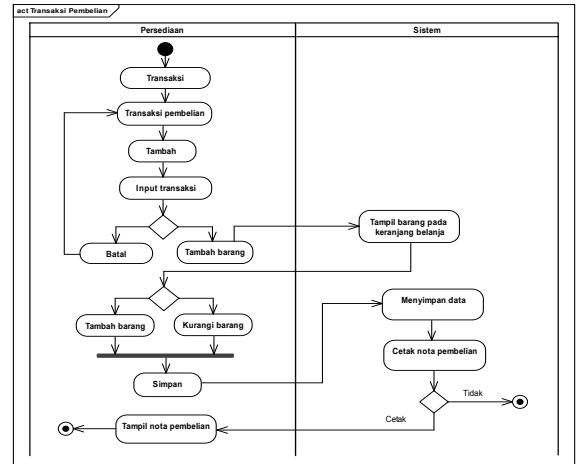 act Transaksi Pembelian
Persediaan
Sistem
Transaksi
Transaksi pembelian
Tambah
Input transaksi
Batal
Tambah barang
Tampil barang pada
keranjang belanja
Tambah barang
Kurangi barang
Simpan
Menyimpan data
Cetak nota pembelian
Tidak
Cetak
Tampil nota pembelian